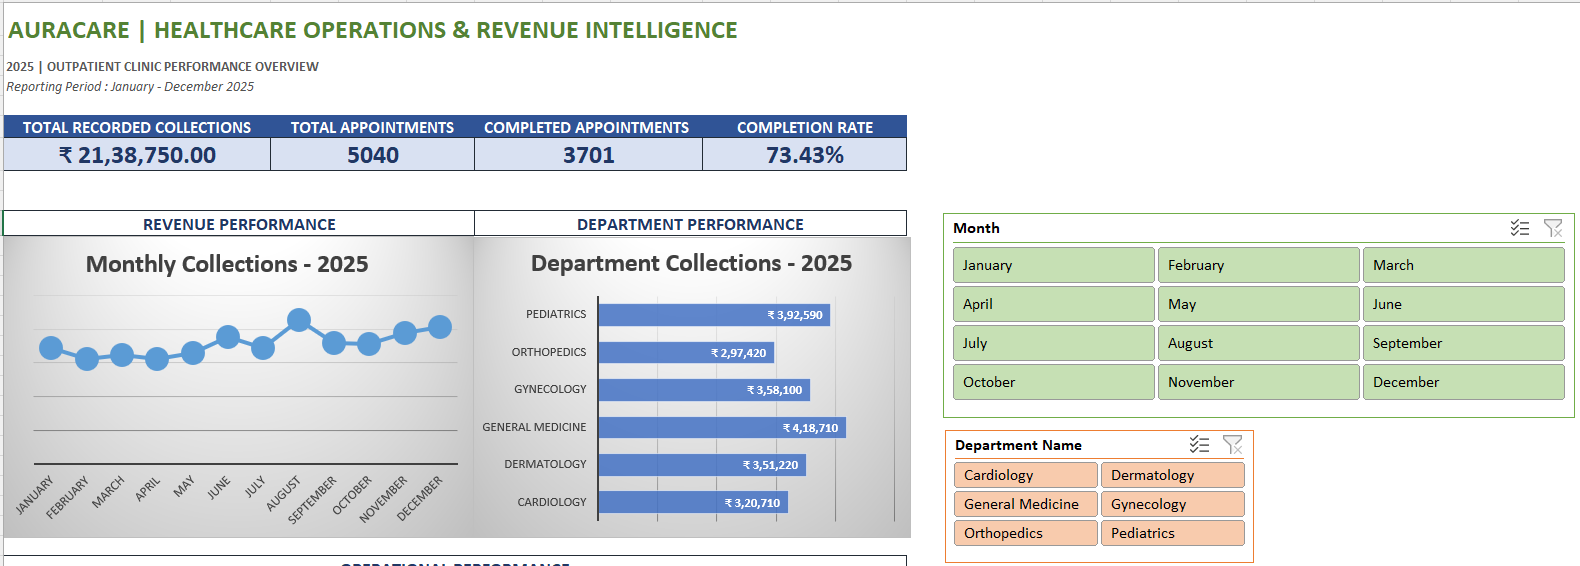 AURACARE | HEALTHCARE OPERATIONS & REVENUE INTELLIGENCE
2025 | OUTPATIENT CLINIC PERFORMANCE OVERVIEW
Reporting Period : January - December 2025
TOTAL RECORDED COLLECTIONS TOTAL APPOINTMENTS COMPLETED APPOINTMENTS COMPLETION RATE
₹ 21,38,750.00 5040 3701 73.43%
REVENUE PERFORMANCE DEPARTMENT PERFORMANCE
Monthly Collections - 2025
JANUARY
FEBRUARY
MARCH
APRIL
MAY
JUNE
JULY
AUGUST
SEPTEMBER
OCTOBER
NOVEMBER
DECEMBER
Department Collections - 2025
PEDIATRICS ₹ 3,92,590
ORTHOPEDICS ₹ 2,97,420
GYNECOLOGY ₹ 3,58,100
GENERAL MEDICINE ₹ 4,18,710
DERMATOLOGY ₹ 3,51,220
CARDIOLOGY ₹ 3,20,710
Month
January February March
April May June
July August September
October November December
Department Name
Cardiology Dermatology
General Medicine Gynecology
Orthopedics Pediatrics
OPERATIONAL PERFORMANCE